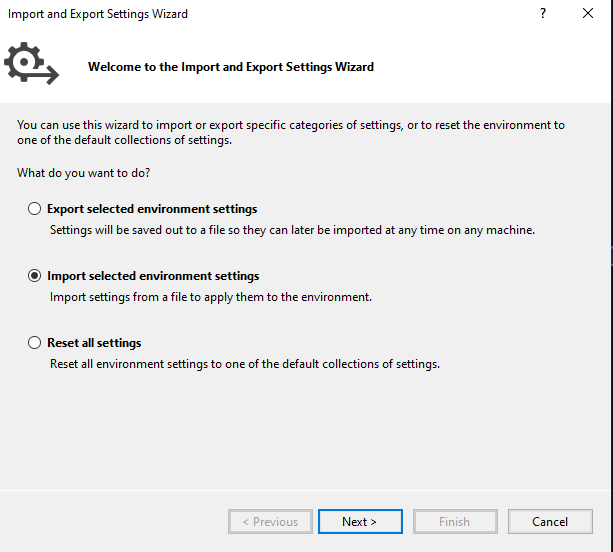 Import and Export Settings Wizard
?
Welcome to the Import and Export Settings Wizard
You can use this wizard to import or export specific categories of settings, or to reset the environment to
one of the default collections of settings.
What do you want to do?
Export selected environment settings
Settings will be saved out to a file so they can later be imported at any time on any machine.
Import selected environment settings
Import settings from a file to apply them to the environment.
Reset all settings
Reset all environment settings to one of the default collections of settings.
< Previous
Next >
Finish
Cancel